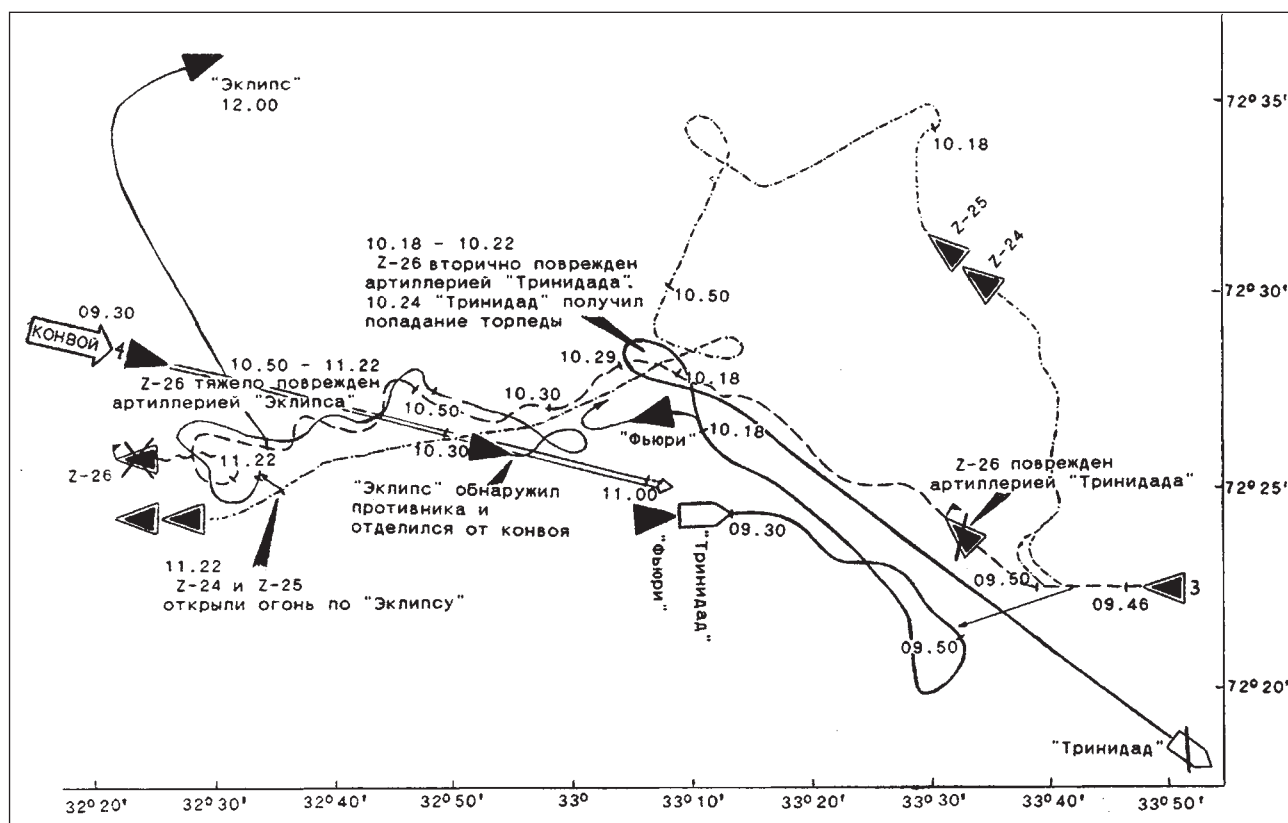 "Эклипс"
12.00
72° 35'
10.18
Z-25
Z-24
10.18 - 10.22
Z-26 вторично поврежден
артиллерией "Тринидада".
10.24 "Тринидад" получил
попадание торпеды
10.50
72° 30'
09.30
КОНВОЙ
4
10.50 - 11.22
Z-26 тяжело поврежден
артиллерией "Эклипса"
10.29
10.18
10.30
10.50
"Фьюри"
10.18
Z-26
11.22
10.30
Z-26 поврежден
артиллерией "Тринидада"
"Эклипс" обнаружил
противника и
отделился от конвоя
11.00
72° 25'
09.30
"Фьюри"
"Тринидад"
11.22
Z-24 и Z-25
открыли огонь по "Эклипсу"
09.50
09.46
3
09.50
72° 20'
"Тринидад"
32° 20'
32° 30'
32° 40'
32° 50'
33°
33° 10'
33° 20'
33° 30'
33° 40'
33° 50'